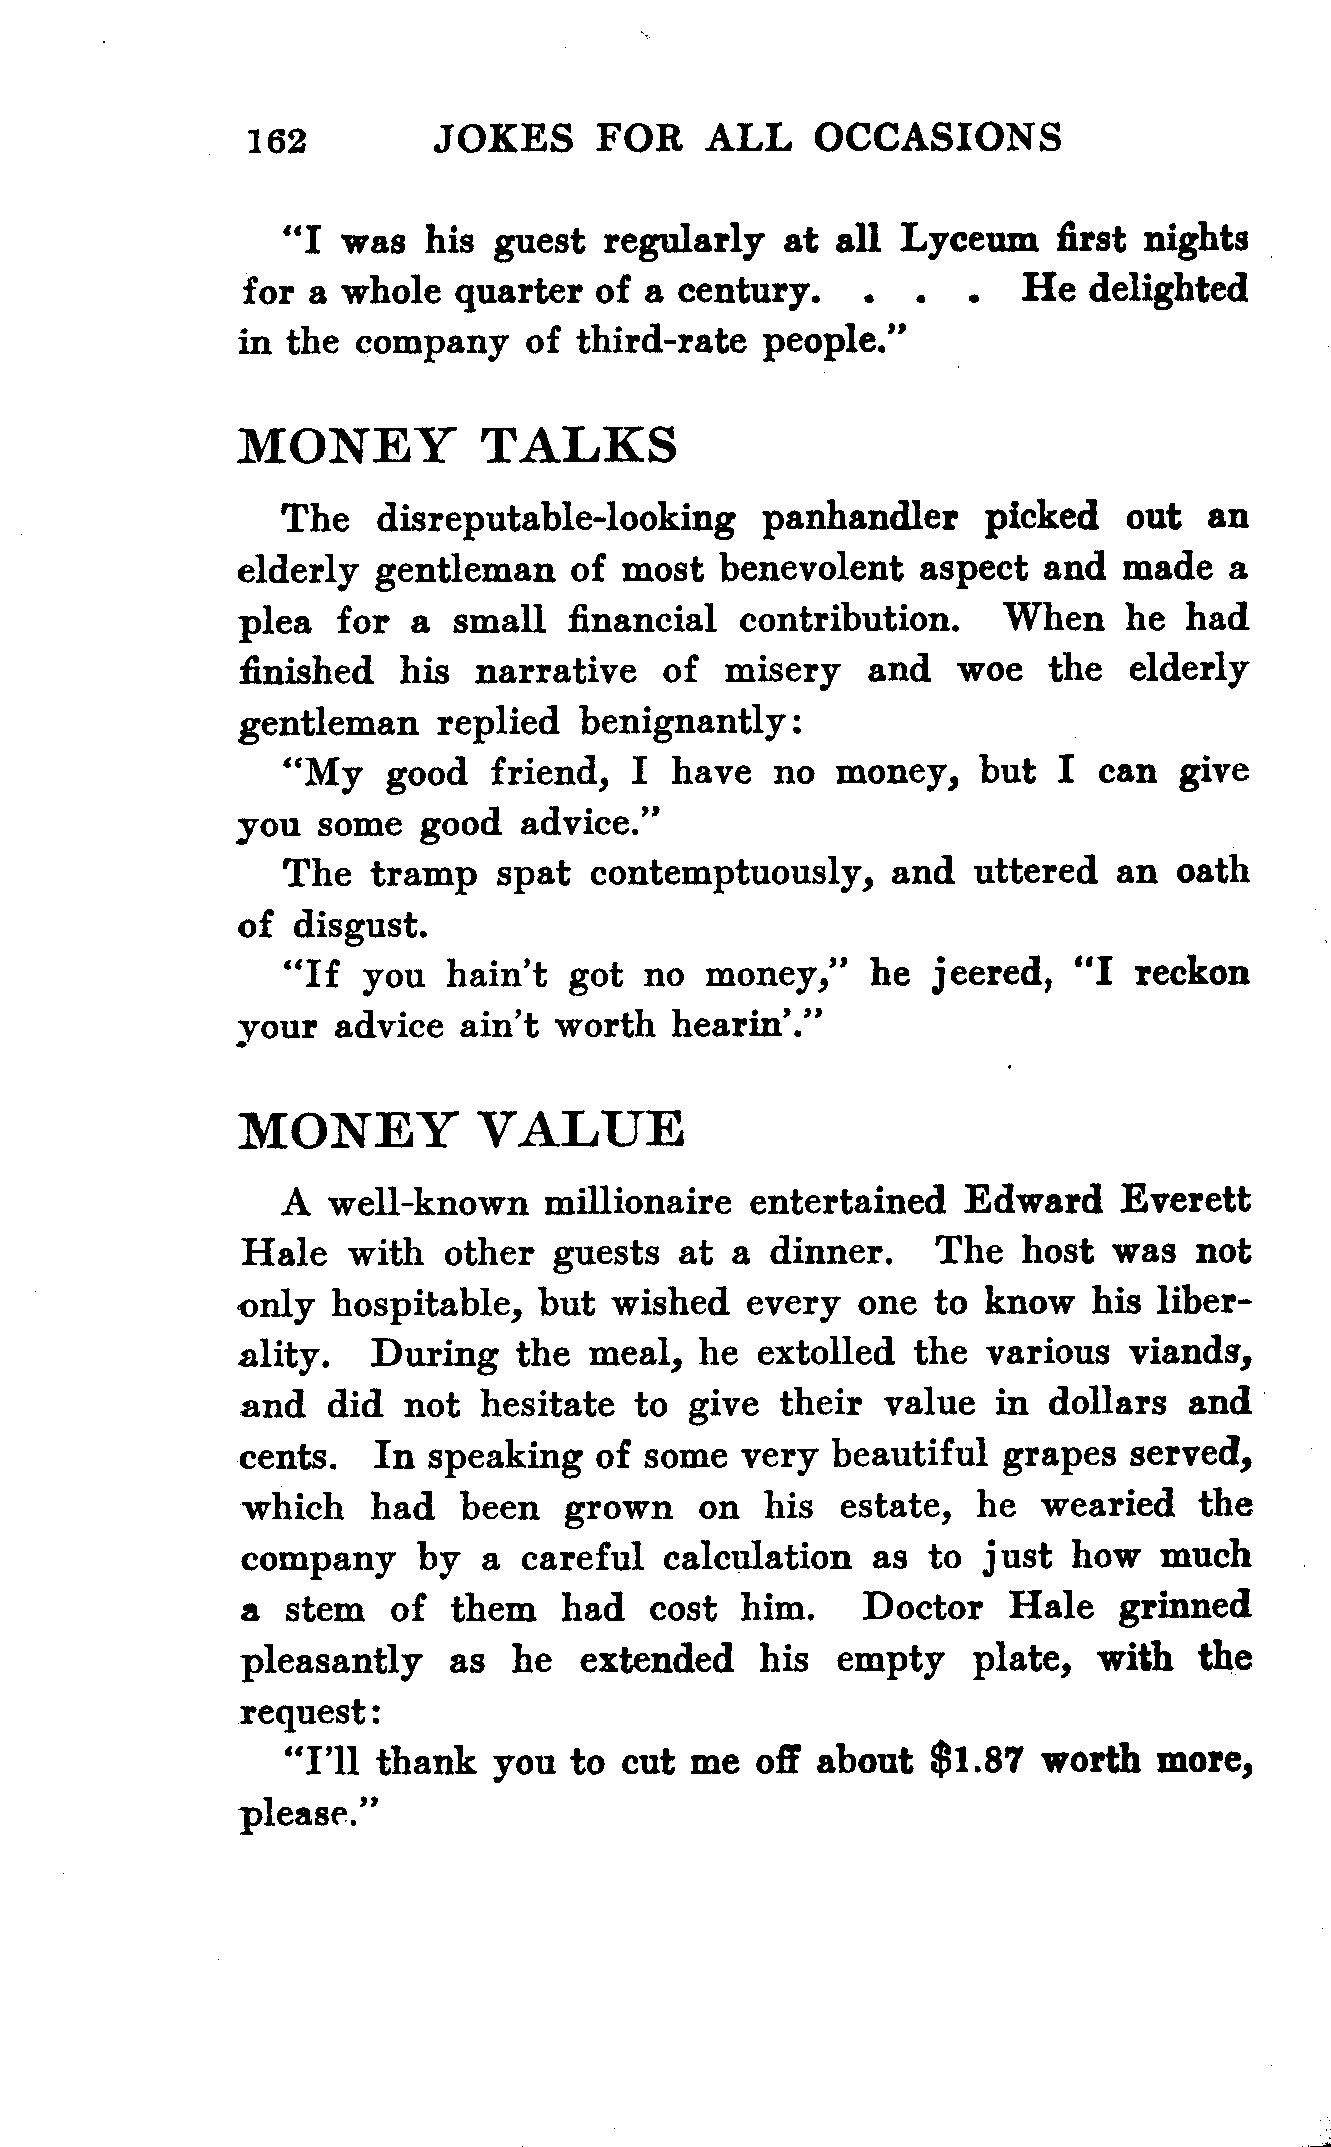 162 JOKES FOR ALL OCCASIONS
“I was his guest regularly at all Lyceum first nights
for a whole quarter of a century. . . . He delighted
in the company of third-rate people.”
MONEY TALKS
The disreputable-looking panhandler picked out an
elderly gentleman of most benevolent aspect and made a
plea for a small financial contribution. When he had
finished his narrative of misery and woe the elderly
gentleman replied benignantly:
“My good friend, I have no money, but I can give
you some good advice.”
The tramp spat contemptuously, and uttered an oath
of disgust.
“If you hain't got no money,” he jeered, “I reckon
your advice ain't worth hearin'.”
MONEY VALUE
A well-known millionaire entertained Edward Everett
Hale with other guests at a dinner. The host was not
only hospitable, but wished every one to know his liber-
ality. During the meal, he extolled the various viands,
and did not hesitate to give their value in dollars and
cents. In speaking of some very beautiful grapes served,
which had been grown on his estate, he wearied the
company by a careful calculation as to just how much
a stem of them had cost him. Doctor Hale grinned
pleasantly as he extended his empty plate, with the
request:
“I'll thank you to cut me off about $1.87 worth more,
please.”